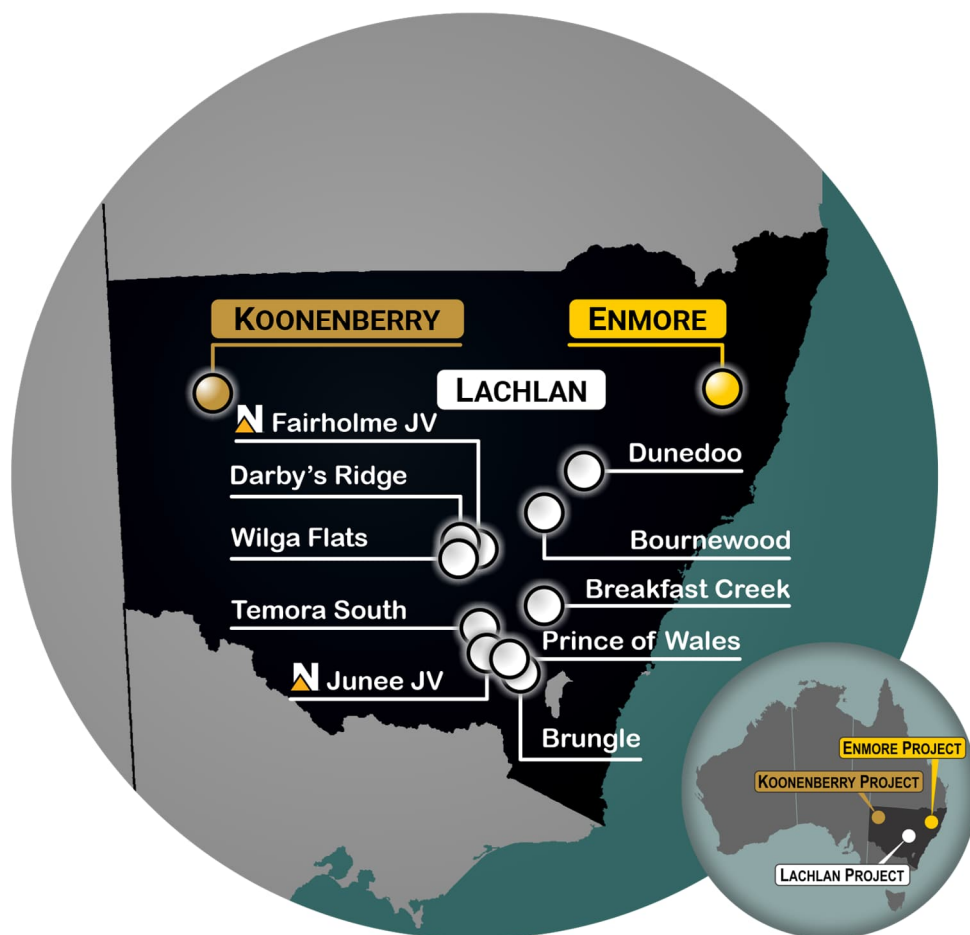 KOONENBERRY
ENMORE
LACHLAN
N Fairholme JV
Dunedoo
Darby's Ridge
Wilga Flats
Bournewood
Breakfast Creek
Temora South
Prince of Wales
N Junee JV
Brungle
ENMORE PROJECT
KOONENBERRY PROJECT
LACHLAN PROJECT